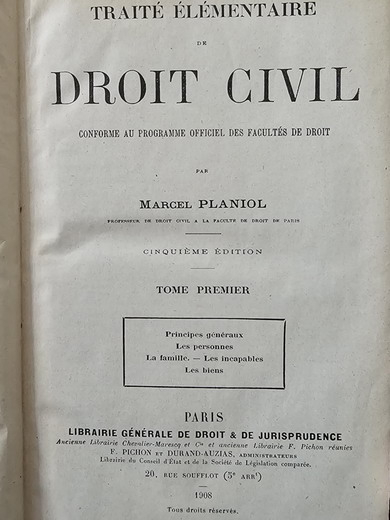 TRAITÉ ÉLÉMENTAIRE
DE
DROIT CIVIL
CONFORME AU PROGRAMME OFFICIEL DES FACULTÉS DE DROIT
PAR
MARCEL PLANIOL
PROFESSEUR DE DROIT CIVIL A LA FACULTÉ DE DROIT DE PARIS
CINQUIÈME ÉDITION
TOME PREMIER
Principes généraux
Les personnes
La famille. — Les incapables
Les biens
PARIS
LIBRAIRIE GÉNÉRALE DE DROIT & DE JURISPRUDENCE
Ancienne Librairie Chevalier-Marescq et Cie et ancienne Librairie F. Pichon réunies
F. PICHON ET DURAND-AUZIAS, ADMINISTRATEURS
Librairie du Conseil d'État et de la Société de Législation comparée.
20, RUE SOUFFLOT (5e ARRt)
1908
Tous droits réservés.